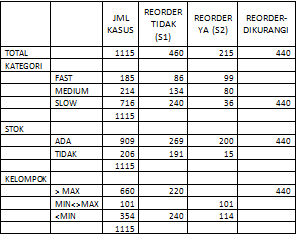 JML KASUS REORDER TIDAK (S1) REORDER YA (S2) REORDER-DIKURANGI
TOTAL 1115 460 215 440
KATEGORI
FAST 185 86 99
MEDIUM 214 134 80
SLOW 716 240 36 440
1115
STOK
ADA 909 269 200 440
TIDAK 206 191 15
1115
KELOMPOK
> MAX 660 220 440
MIN<>MAX 101 101
<MIN 354 240 114
1115